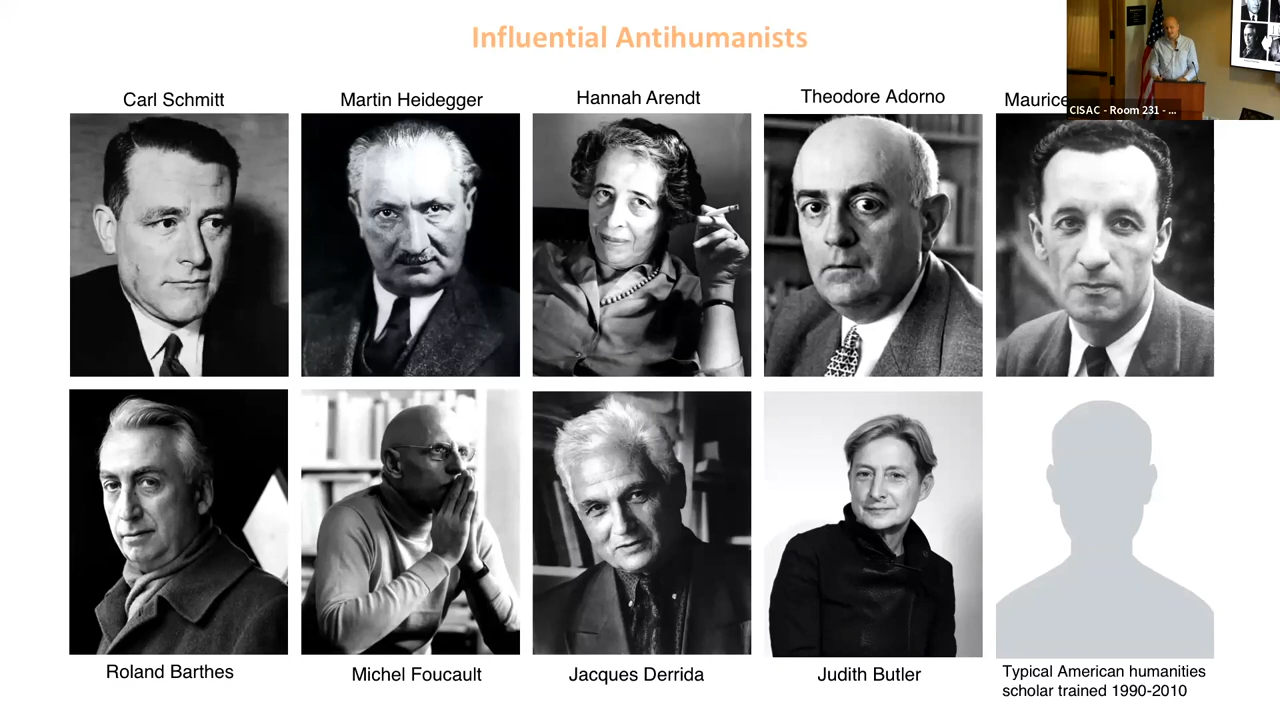 Influential Antihumanists
Carl Schmitt
Martin Heidegger
Hannah Arendt
Theodore Adorno
Maurice
CISAC - Room 231 - ...
Roland Barthes
Michel Foucault
Jacques Derrida
Judith Butler
Typical American humanities
scholar trained 1990-2010